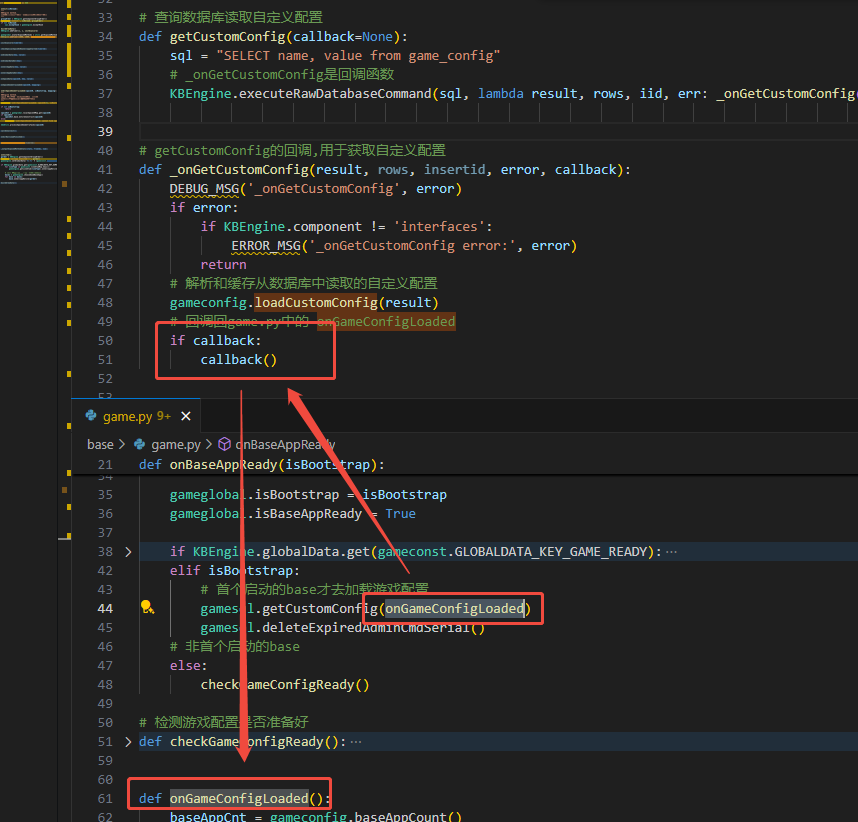 33 # 查询数据库读取自定义配置
34 def getCustomConfig(callback=None):
35 sql = "SELECT name, value from game_config"
36 # _onGetCustomConfig是回调函数
37 KBEngine.executeRawDatabaseCommand(sql, lambda result, rows, iid, err: _onGetCustomConfig(
38
39
40 # getCustomConfig的回调,用于获取自定义配置
41 def _onGetCustomConfig(result, rows, insertid, error, callback):
42 DEBUG_MSG('_onGetCustomConfig', error)
43 if error:
44 if KBEngine.component != 'interfaces':
45 ERROR_MSG('_onGetCustomConfig error:', error)
46 return
47 # 解析和缓存从数据库中读取的自定义配置
48 gameconfig.loadCustomConfig(result)
49 # 回调回game.py中的 onGameConfigLoaded
50 if callback:
51 callback()
52
53
game.py 9+ ×
base > game.py > onBaseAppReady
21 def onBaseAppReady(isBootstrap):
34
35 gameglobal.isBootstrap = isBootstrap
36 gameglobal.isBaseAppReady = True
37
38 > if KBEngine.globalData.get(gameconst.GLOBALDATA_KEY_GAME_READY): ···
42 elif isBootstrap:
43 # 首个启动的base才去加载游戏配置
44 gamesql.getCustomConfig(onGameConfigLoaded)
45 gamesql.deleteExpiredAdminCmdSerial()
46 # 非首个启动的base
47 else:
48 checkGameConfigReady()
49
50 # 检测游戏配置是否准备好
51 > def checkGameConfigReady(): ···
59
60
61 def onGameConfigLoaded():
62 baseAppCnt = gameconfig.baseAppCount()